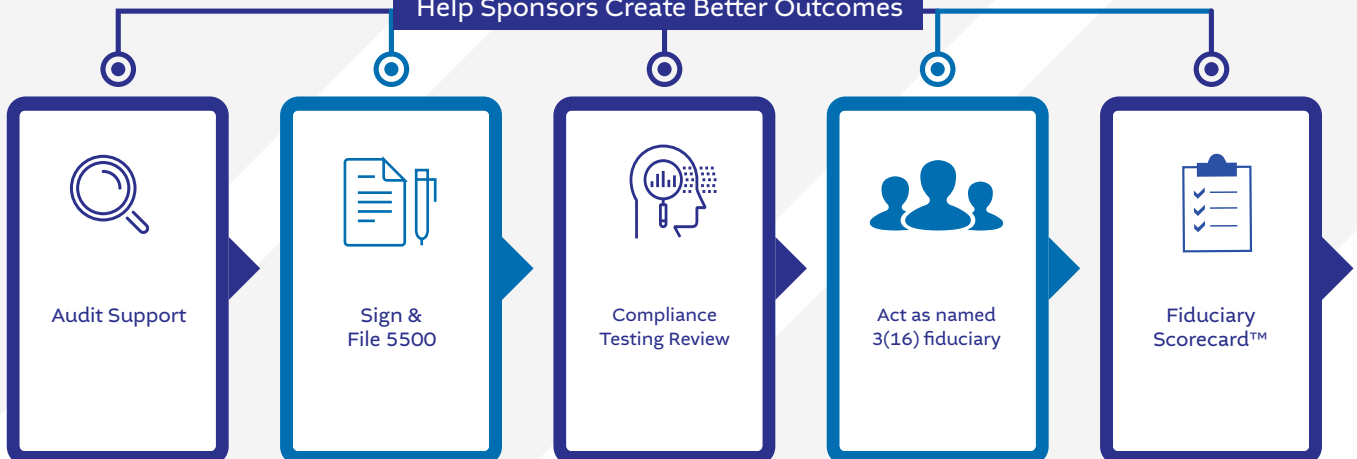 Help Sponsors Create Better Outcomes
Audit Support
Sign &
File 5500
Compliance
Testing Review
Act as named
3(16) fiduciary
Fiduciary
Scorecard™